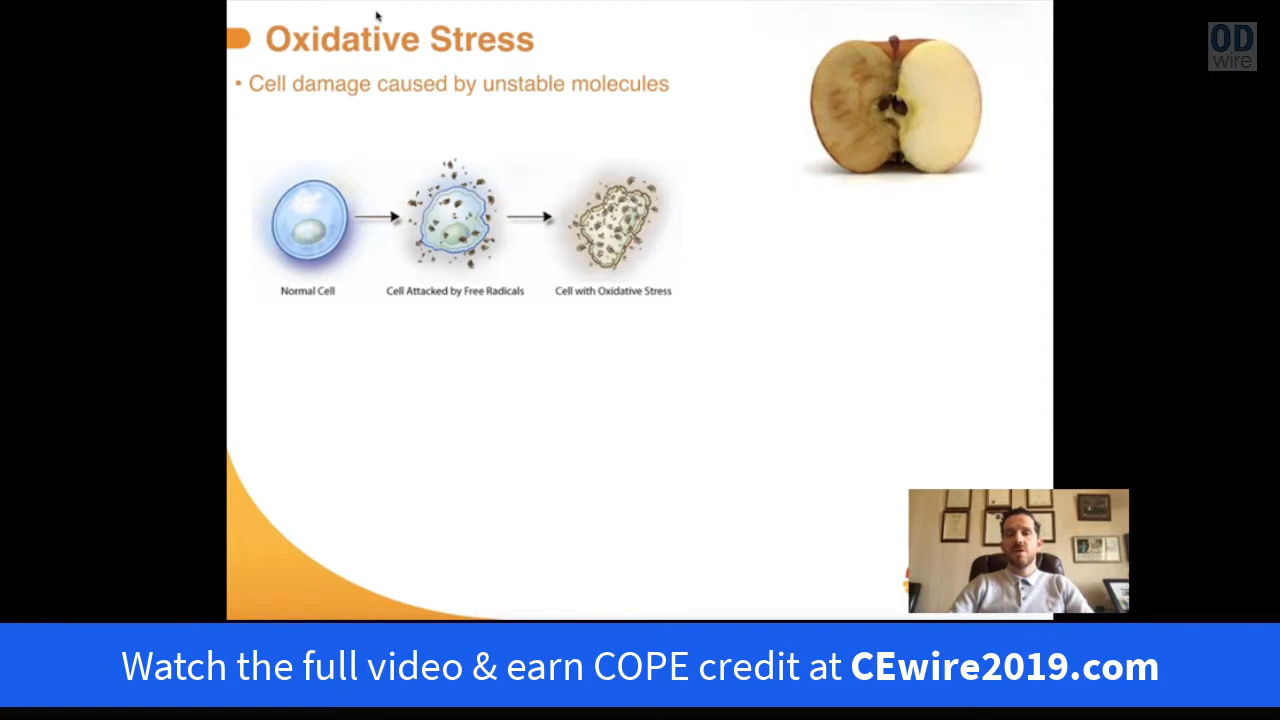 Oxidative Stress
• Cell damage caused by unstable molecules
Normal Cell
Cell Attacked by Free Radicals
Cell with Oxidative Stress
OD
wire
Watch the full video & earn COPE credit at CEwire2019.com